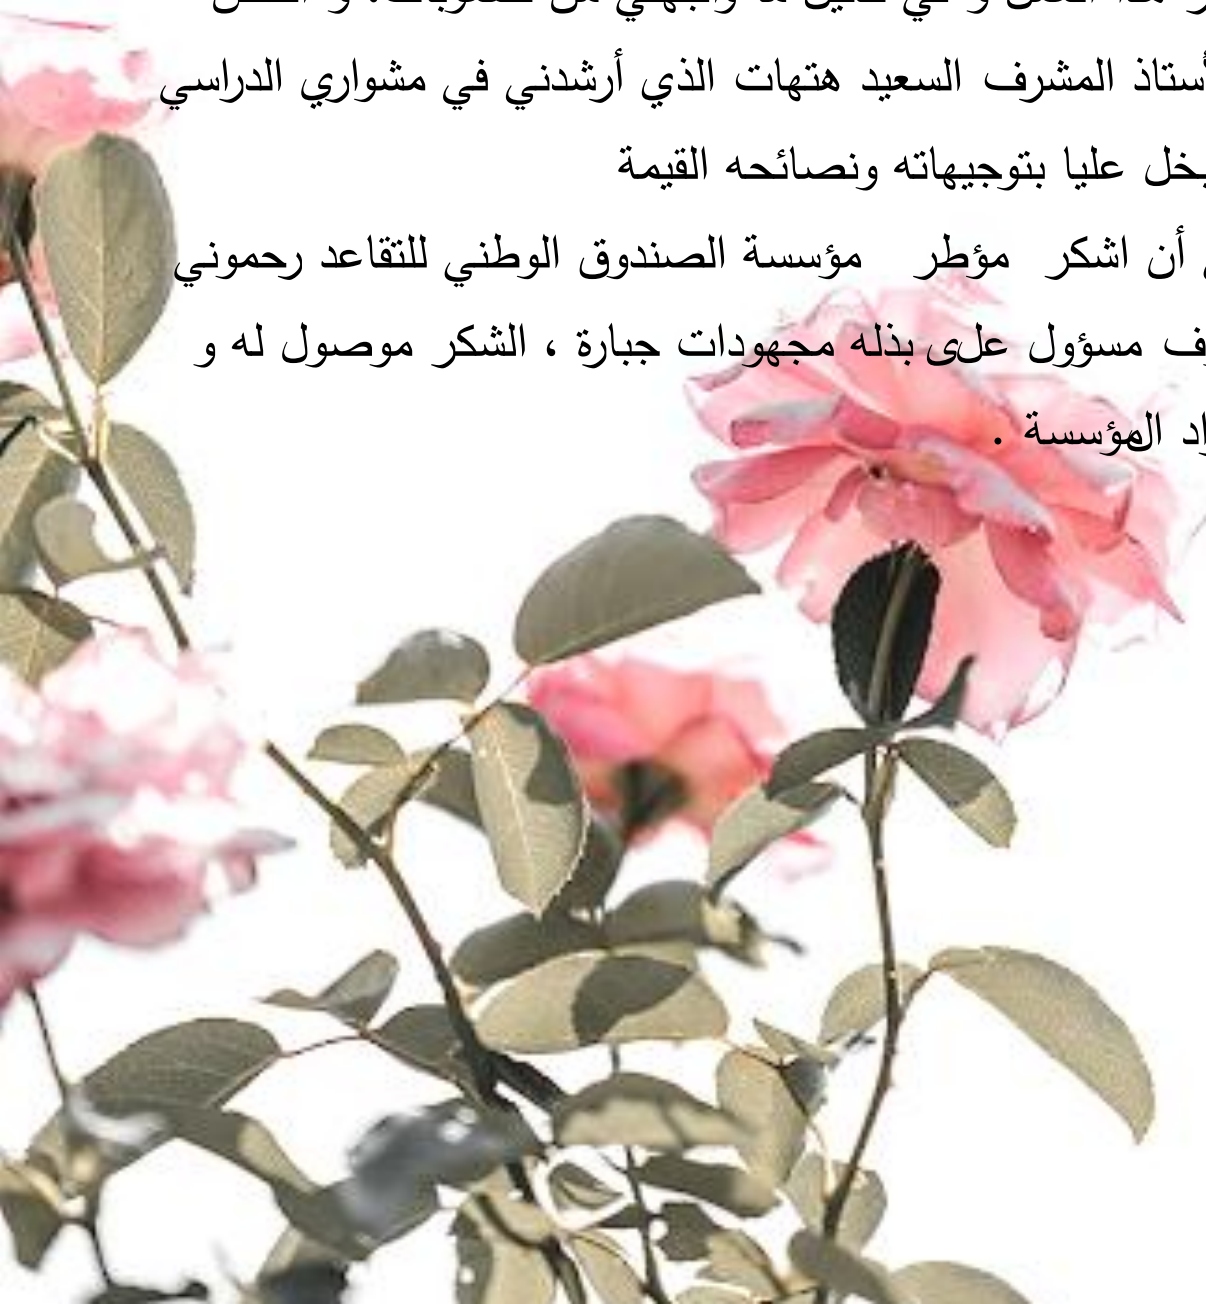 أستاذ المشرف السعيد هتهات الذي أرشدني في مشواري الدراسي
يخل عليا بتوجيهاته ونصائحه القيمة
أن اشكر مؤطر مؤسسة الصندوق الوطني للتقاعد رحموني
مسؤول على بذله مجهودات جبارة ، الشكر موصول له و
المؤسسة .